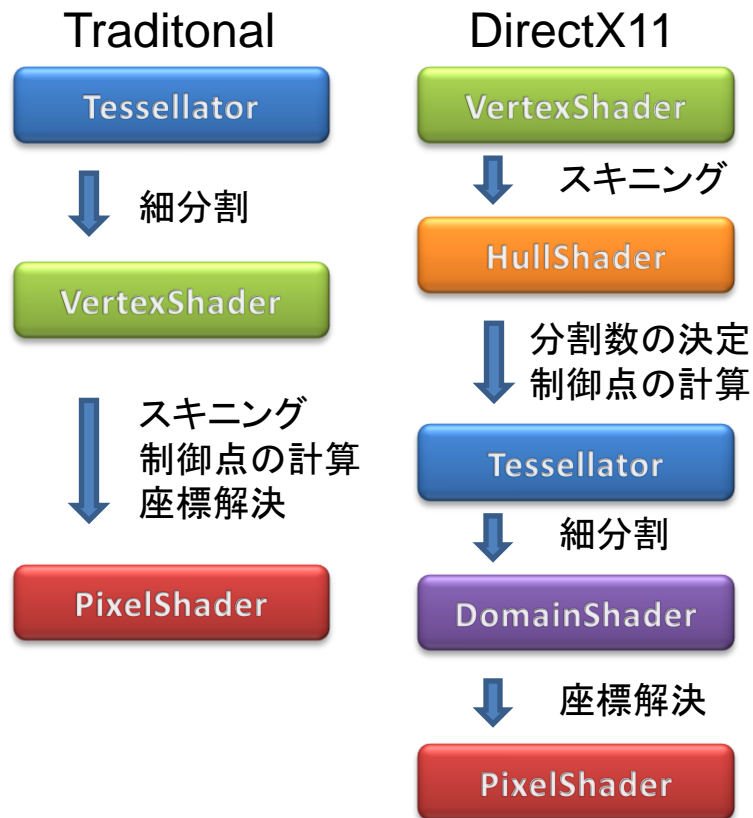 Traditonal
Tessellator
細分割
VertexShader
スキニング
制御点の計算
座標解決
PixelShader
DirectX11
VertexShader
スキニング
HullShader
分割数の決定
制御点の計算
Tessellator
細分割
DomainShader
座標解決
PixelShader